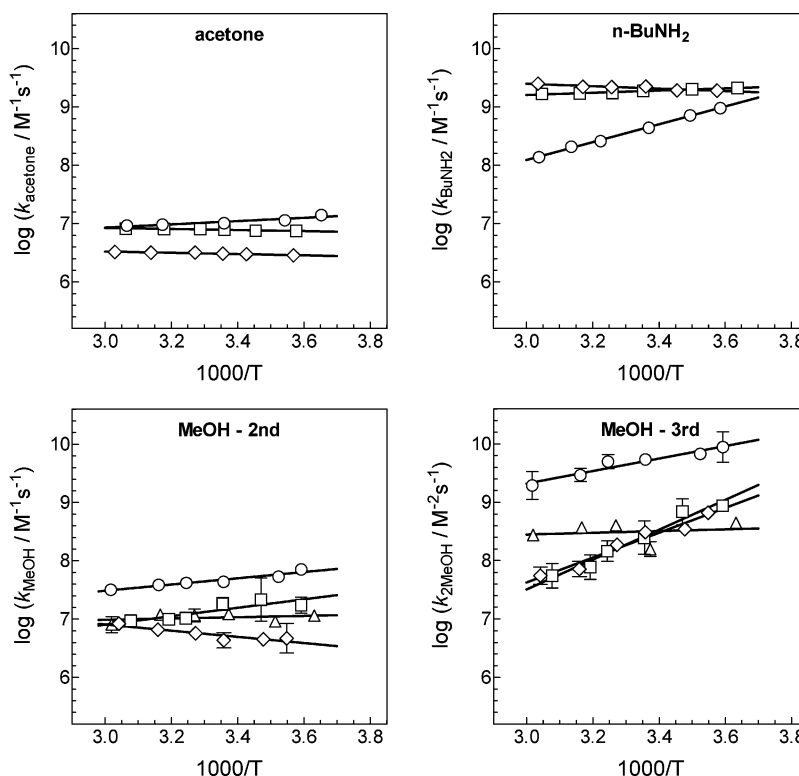 acetone
10
9
8
7
6
log (k_acetone / M⁻¹s⁻¹)
3.0 3.2 3.4 3.6 3.8
1000/T
n-BuNH₂
10
9
8
7
6
log (k_BuNH2 / M⁻¹s⁻¹)
3.0 3.2 3.4 3.6 3.8
1000/T
MeOH - 2nd
10
9
8
7
6
log (k_MeOH / M⁻¹s⁻¹)
3.0 3.2 3.4 3.6 3.8
1000/T
MeOH - 3rd
10
9
8
7
6
log (k_2MeOH / M⁻²s⁻¹)
3.0 3.2 3.4 3.6 3.8
1000/T